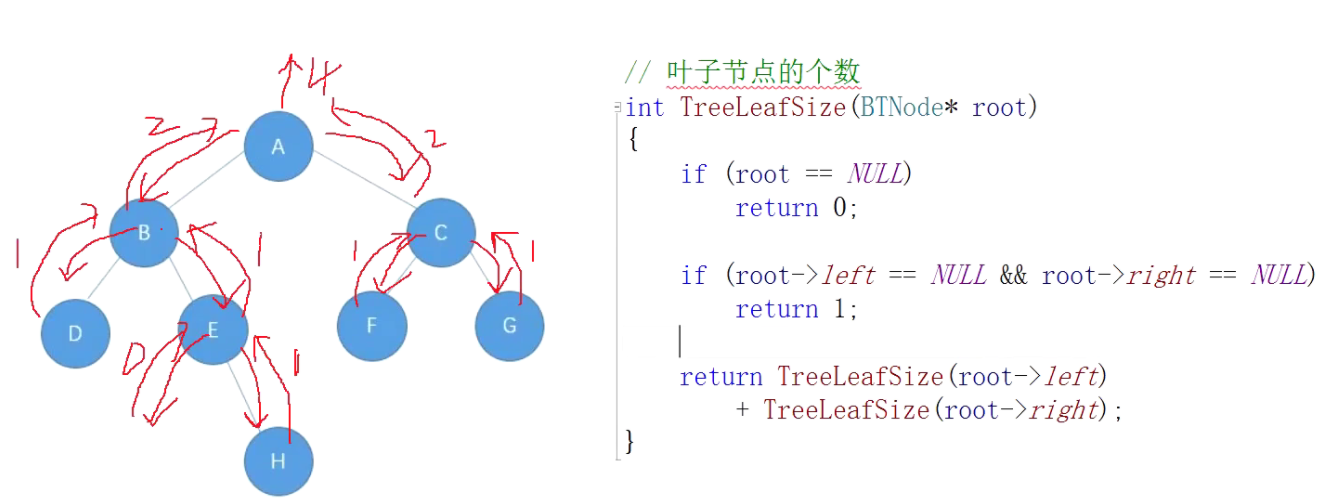 4
2
A
2
B
C
1
1
1
1
D
E
F
G
0
1
H
// 叶子节点的个数
int TreeLeafSize(BTNode* root)
{
if (root == NULL)
return 0;
if (root->left == NULL && root->right == NULL)
return 1;
return TreeLeafSize(root->left)
+ TreeLeafSize(root->right);
}